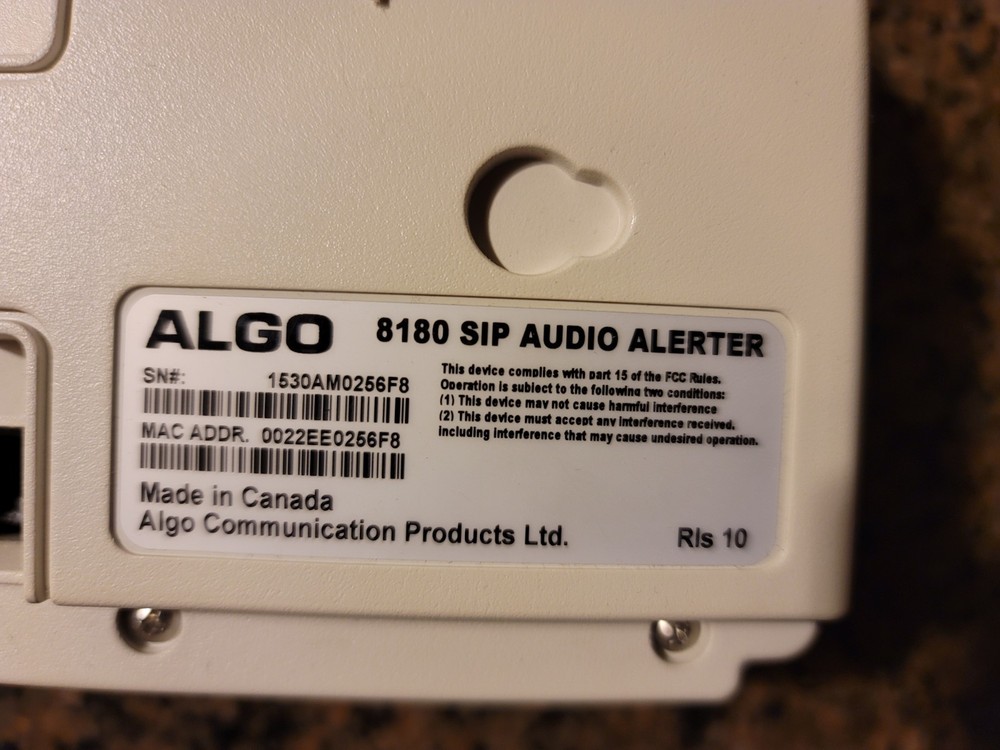 ALGO 8180 SIP AUDIO ALERTER
SN#: 1530AM0256F8
MAC ADDR. 0022EE0256F8
This device complies with part 15 of the FCC Rules.
Operation is subject to the following two conditions:
(1) This device may not cause harmful interference
(2) This device must accept any interference received,
including interference that may cause undesired operation.
Made in Canada
Algo Communication Products Ltd.
Rls 10